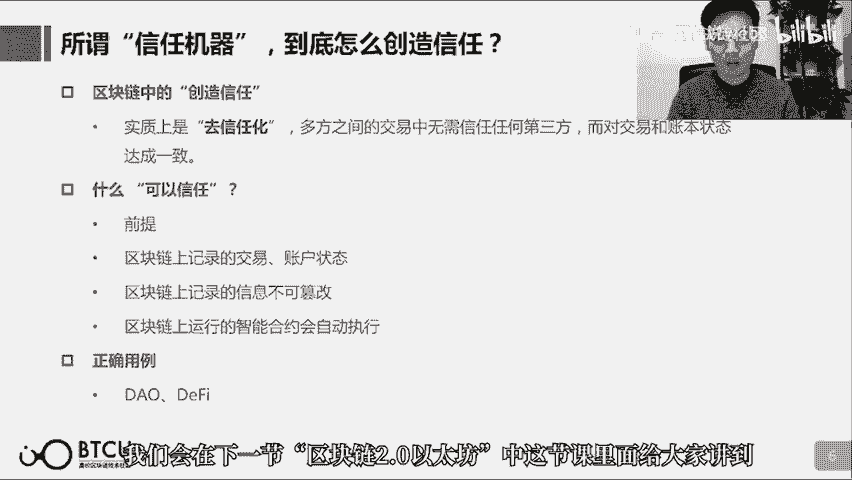 所谓“信任机器”，到底怎么创造信任？
bilibili
区块链中的“创造信任”
实质上是“去信任化”，多方之间的交易中无需信任任何第三方，而对交易和账本状态
达成一致。
什么 “可以信任” ？
前提
区块链上记录的交易、账户状态
区块链上记录的信息不可篡改
区块链上运行的智能合约会自动执行
正确用例
DAO、DeFi
BTCU
我们会在下一节“区块链2.0以太坊”中这节课里面给大家讲到
6